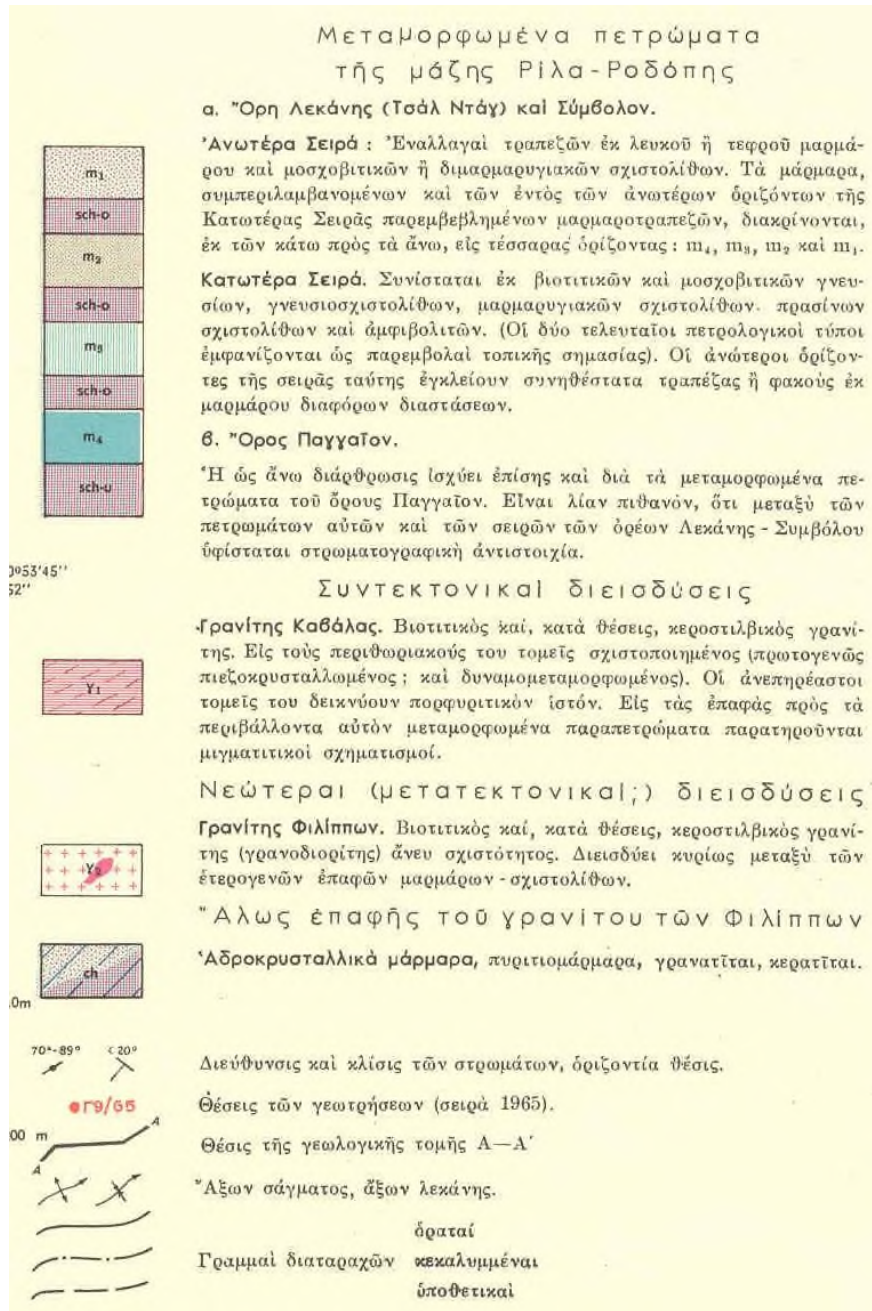 Μεταμορφωμένα πετρώματα
τῆς μάζης Ρίλα-Ροδόπης
α. Ὄρη Λεκάνης (Τσάλ Ντάγ) καὶ Σύμβολον.
Ἀνωτέρα Σειρά : Ἐναλλαγαὶ τραπεζῶν ἐκ λευκοῦ ἢ τεφροῦ μαρμά-
ρου καὶ μοσχοβιτικῶν ἢ διμαρμαρυγιακῶν σχιστολίθων. Τὰ μάρμαρα,
συμπεριλαμβανομένων καὶ τῶν ἐντὸς τῶν ἀνωτέρων ὁριζόντων τῆς
Κατωτέρας Σειρᾶς παρεμβεβλημένων μαρμαροτραπεζῶν, διακρίνονται,
ἐκ τῶν κάτω πρὸς τὰ ἄνω, εἰς τέσσαρας ὁρίζοντας : m₄, m₃, m₂ καὶ m₁.
Κατωτέρα Σειρά. Συνίσταται ἐκ βιοτιτικῶν καὶ μοσχοβιτικῶν γνευ-
σίων, γνευσιοσχιστολίθων, μαρμαρυγιακῶν σχιστολίθων. πρασίνων
σχιστολίθων καὶ ἀμφιβολιτῶν. (Οἱ δύο τελευταῖοι πετρολογικοὶ τύποι
ἐμφανίζονται ὡς παρεμβολαὶ τοπικῆς σημασίας). Οἱ ἀνώτεροι ὁρίζον-
τες τῆς σειρᾶς ταύτης ἐγκλείουν συνηθέστατα τραπέζας ἢ φακοὺς ἐκ
μαρμάρου διαφόρων διαστάσεων.
m₁
sch-o
m₂
sch-o
m₃
sch-o
m₄
sch-u
β. Ὄρος Παγγαῖον.
Ἡ ὡς ἄνω διάρθρωσις ἰσχύει ἐπίσης καὶ διὰ τὰ μεταμορφωμένα πε-
τρώματα τοῦ ὄρους Παγγαῖον. Εἶναι λίαν πιθανόν, ὅτι μεταξὺ τῶν
πετρωμάτων αὐτῶν καὶ τῶν σειρῶν τῶν ὀρέων Λεκάνης - Συμβόλου
ὑφίσταται στρωματογραφικὴ ἀντιστοιχία.
0⁰53'45''
52''
Συντεκτονικαὶ διεισδύσεις
Γρανίτης Καβάλας. Βιοτιτικὸς καί, κατὰ θέσεις, κεροστιλβικὸς γρανί-
της. Εἰς τοὺς περιθωριακούς του τομεῖς σχιστοποιημένος (πρωτογενῶς
πιεζοκρυσταλλωμένος ; καὶ δυναμομεταμορφωμένος). Οἱ ἀνεπηρέαστοι
τομεῖς του δεικνύουν πορφυριτικὸν ἱστόν. Εἰς τὰς ἐπαφὰς πρὸς τὰ
περιβάλλοντα αὐτὸν μεταμορφωμένα παραπετρώματα παρατηροῦνται
μιγματιτικοὶ σχηματισμοί.
γ₁
Νεώτεραι (μετατεκτονικαί;) διεισδύσεις
Γρανίτης Φιλίππων. Βιοτιτικὸς καί, κατὰ θέσεις, κεροστιλβικὸς γρανί-
της (γρανοδιορίτης) ἄνευ σχιστότητος. Διεισδύει κυρίως μεταξὺ τῶν
ἑτερογενῶν ἐπαφῶν μαρμάρων - σχιστολίθων.
γ₂
Ἅλως ἐπαφῆς τοῦ γρανίτου τῶν Φιλίππων
Ἁδροκρυσταλλικὰ μάρμαρα, πυριτιομάρμαρα, γρανατῖται, κερατῖται.
ch
0m
70°-89° <20°
Διεύθυνσις καὶ κλίσις τῶν στρωμάτων, ὁριζοντία θέσις.
Γ9/65
Θέσεις τῶν γεωτρήσεων (σειρὰ 1965).
00 m
A A
Θέσις τῆς γεωλογικῆς τομῆς Α—Α´
Ἄξων σάγματος, ἄξων λεκάνης.
ὁραταί
Γραμμαὶ διαταραχῶν κεκαλυμμέναι
ὑποθετικαὶ